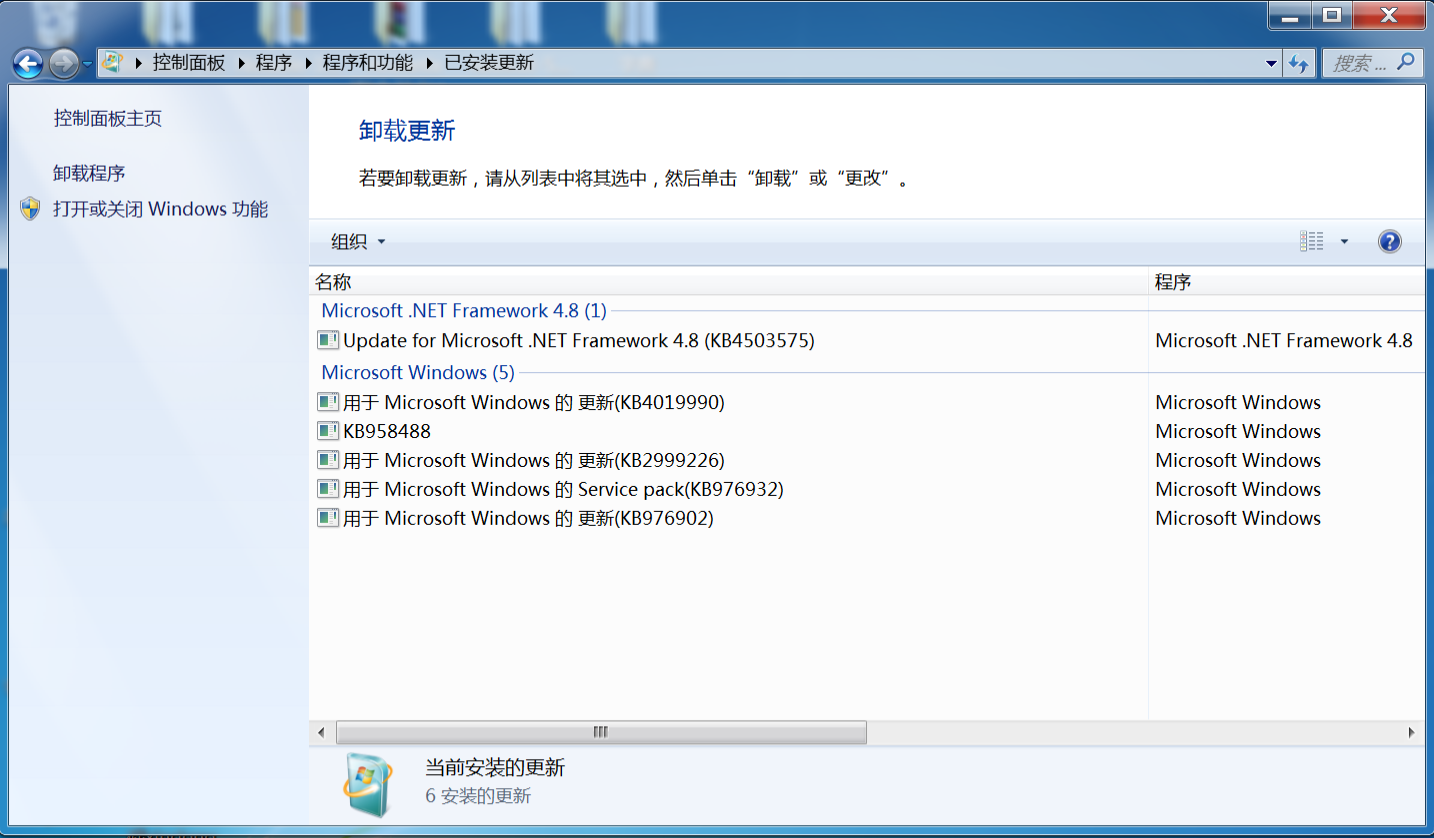 控制面板 程序 程序和功能 已安装更新
搜索 ...
控制面板主页
卸载程序
打开或关闭 Windows 功能
卸载更新
若要卸载更新，请从列表中将其选中，然后单击“卸载”或“更改”。
组织
名称 程序
Microsoft .NET Framework 4.8 (1)
Update for Microsoft .NET Framework 4.8 (KB4503575) Microsoft .NET Framework 4.8
Microsoft Windows (5)
用于 Microsoft Windows 的 更新(KB4019990) Microsoft Windows
KB958488 Microsoft Windows
用于 Microsoft Windows 的 更新(KB2999226) Microsoft Windows
用于 Microsoft Windows 的 Service pack(KB976932) Microsoft Windows
用于 Microsoft Windows 的 更新(KB976902) Microsoft Windows
当前安装的更新
6 安装的更新